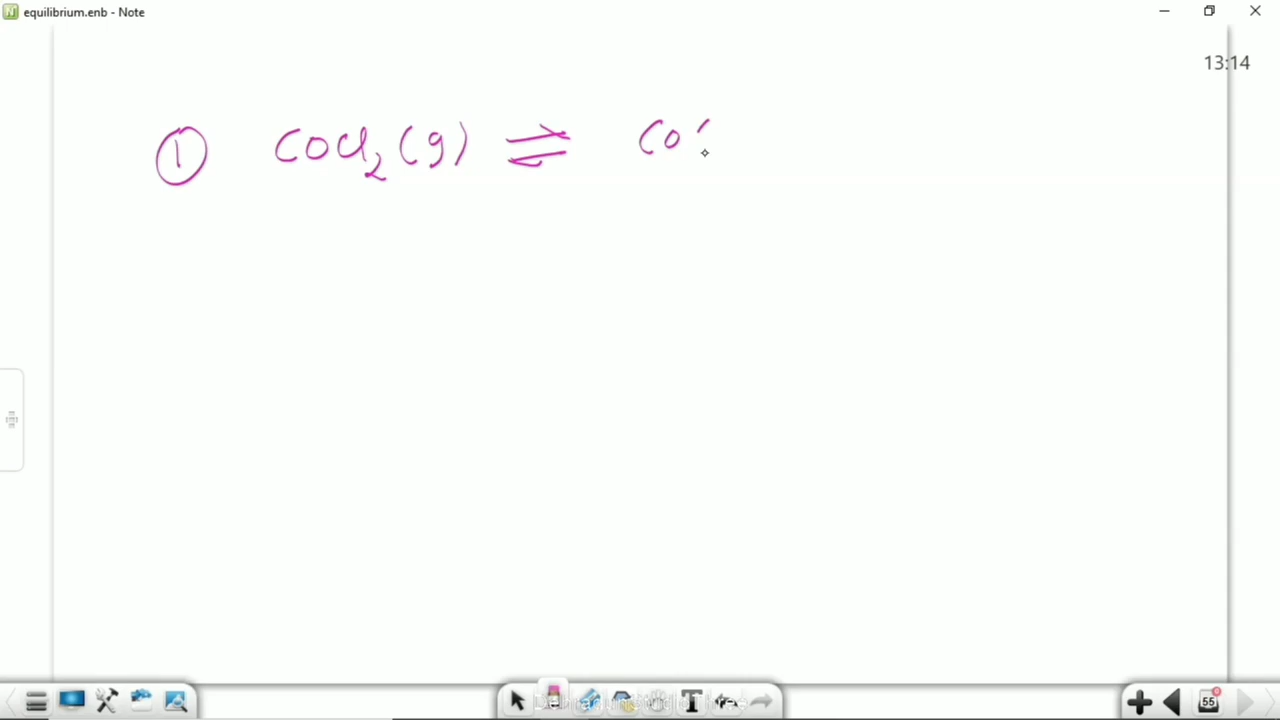 equilibrium.enb - Note
13:14
① COCl₂(g) ⇌ CO(
T
55